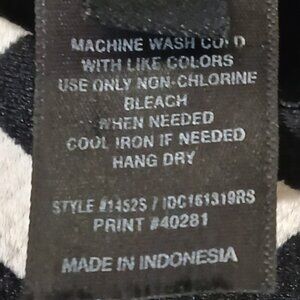 MACHINE WASH COLD
WITH LIKE COLORS
USE ONLY NON-CHLORINE
BLEACH
WHEN NEEDED
COOL IRON IF NEEDED
HANG DRY
STYLE #1452S / IDC161319RS
PRINT #40281
MADE IN INDONESIA